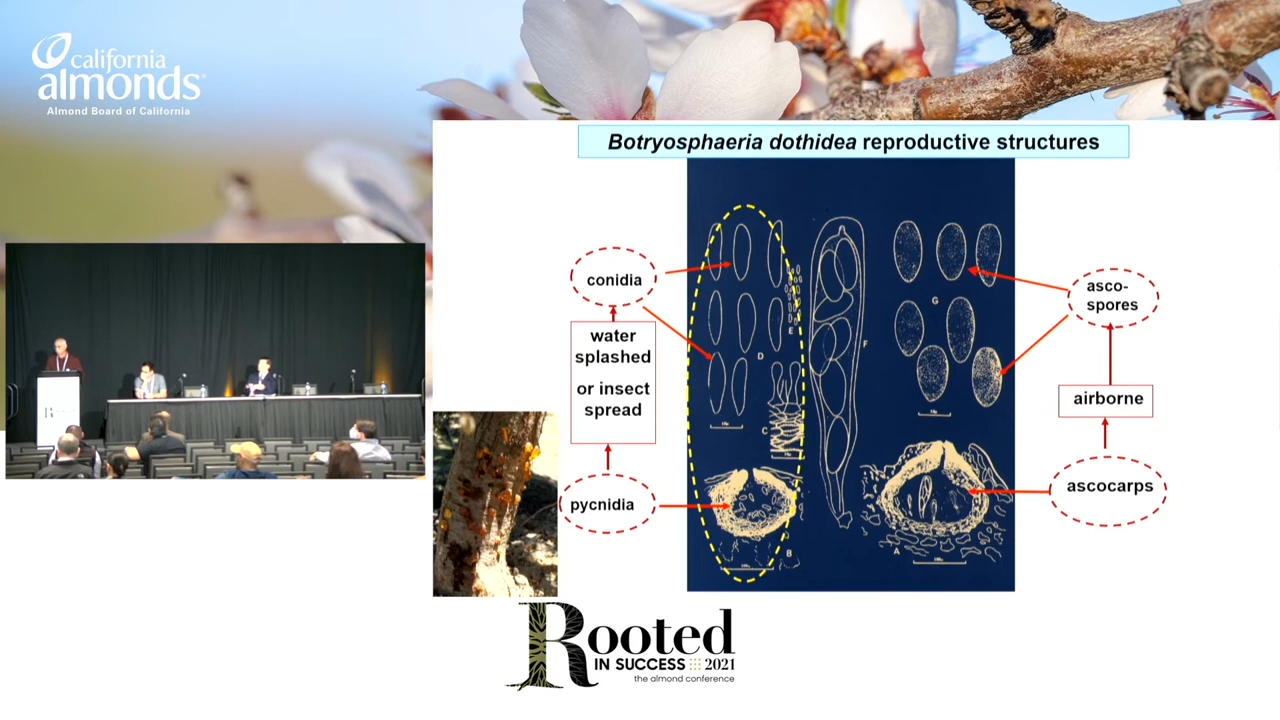 california
almonds
Almond Board of California
Botryosphaeria dothidea reproductive structures
conidia
water
splashed
or insect
spread
pycnidia
asco-
spores
airborne
ascocarps
D
E
F
G
C
B
A
R
Rooted
IN SUCCESS 2021
the almond conference